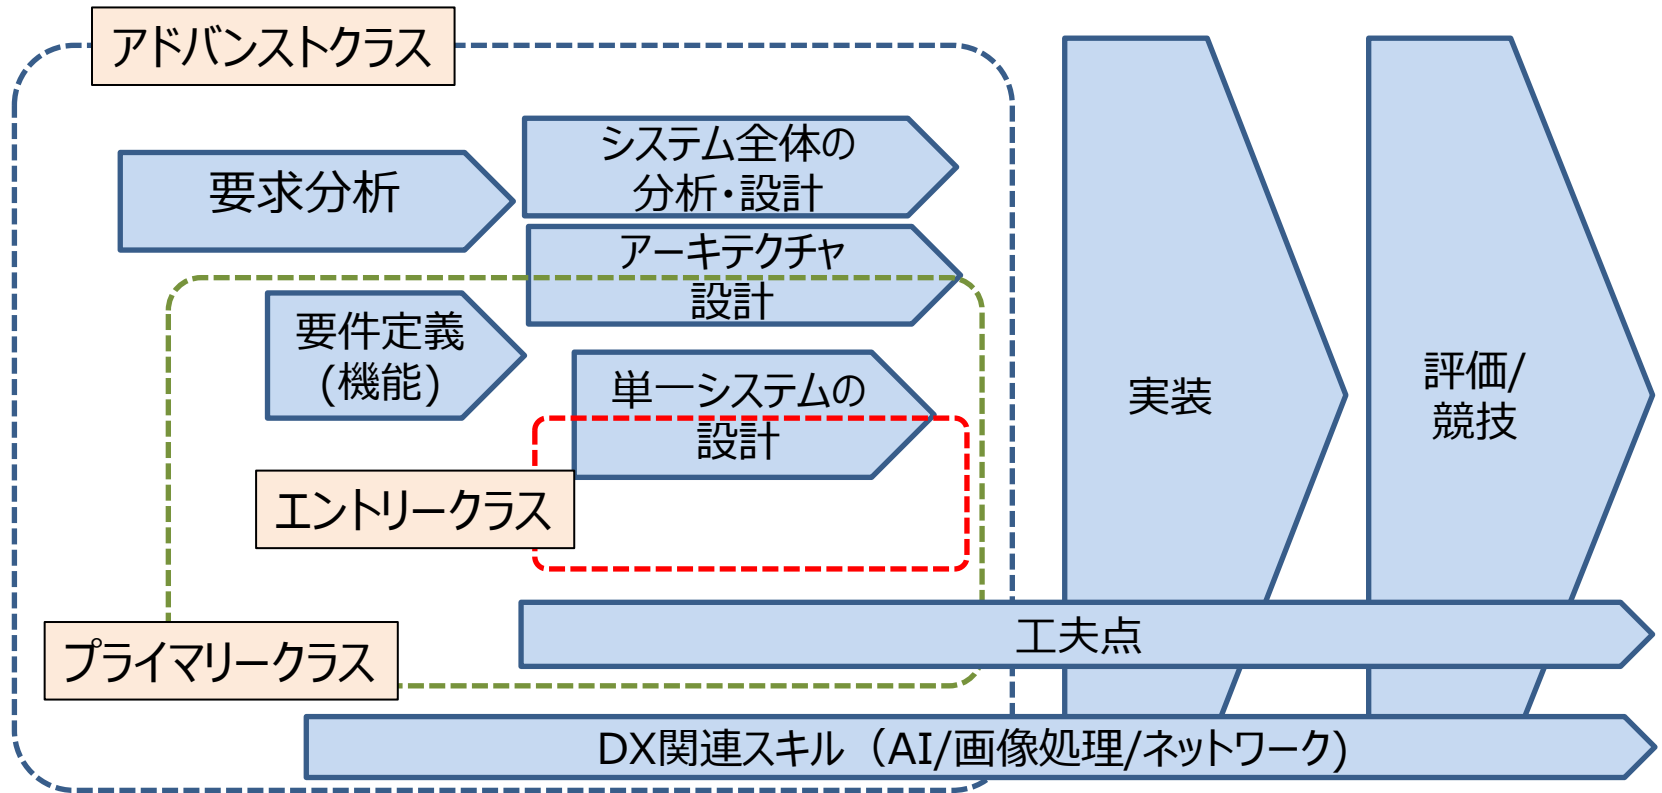 アドバンストクラス
要求分析
システム全体の
分析・設計
アーキテクチャ
設計
要件定義
(機能)
単一システムの
設計
エントリークラス
プライマリークラス
実装
評価/
競技
工夫点
DX関連スキル（AI/画像処理/ネットワーク)